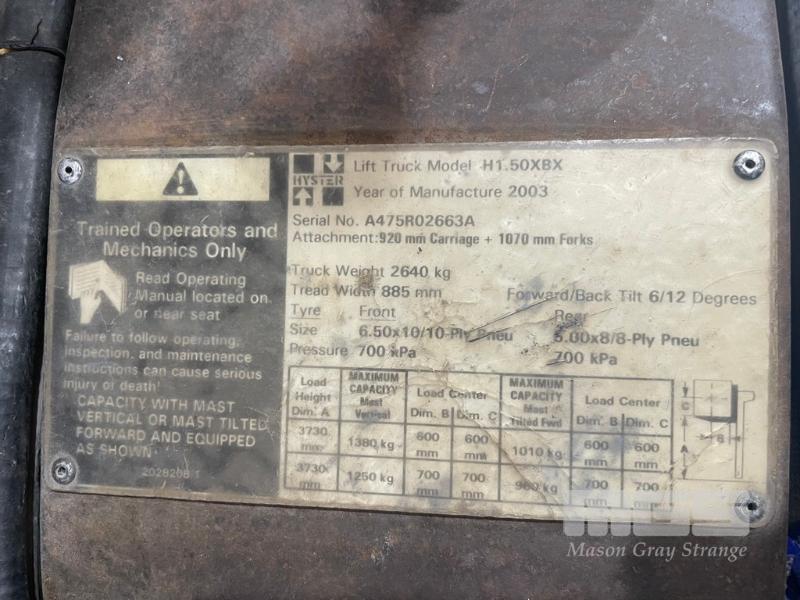 Trained Operators and
Mechanics Only
Read Operating
Manual located on
or near seat
Failure to follow operating,
inspection, and maintenance
instructions can cause serious
injury or death!
CAPACITY WITH MAST
VERTICAL OR MAST TILTED
FORWARD AND EQUIPPED
AS SHOWN
HYSTER
Lift Truck Model H1.50XBX
Year of Manufacture 2003
Serial No. A475R02663A
Attachment: 920 mm Carriage + 1070 mm Forks
Truck Weight 2640 kg
Tread Width 885 mm Forward/Back Tilt 6/12 Degrees
Tyre Front Rear
Size 6.50x10/10-Ply Pneu 5.00x8/8-Ply Pneu
Pressure 700 kPa 700 kPa
Load Height Dim. A MAXIMUM CAPACITY Mast Vertical Load Center Dim. B Dim. C MAXIMUM CAPACITY Mast Tilted Fwd Load Center Dim. B Dim. C
3730 mm 1380 kg 600 mm 600 mm 1010 kg 600 mm 600 mm
3730 mm 1250 kg 700 mm 700 mm kg 700 mm 700
C
A
B
Mason Gray Strange